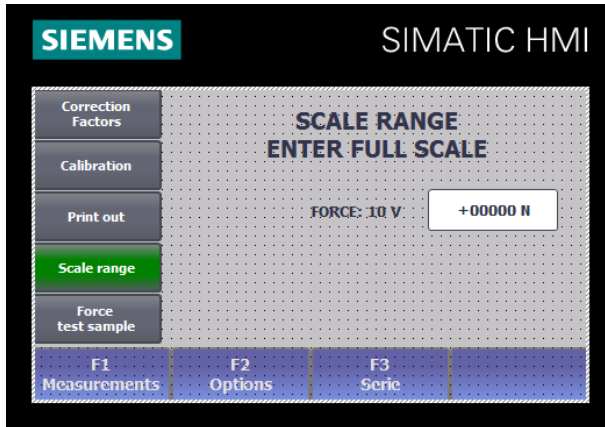 SIEMENS
SIMATIC HMI
Correction
Factors
Calibration
Print out
Scale range
Force
test sample
SCALE RANGE
ENTER FULL SCALE
FORCE: 10 V
+00000 N
F1
Measurements
F2
Options
F3
Serie